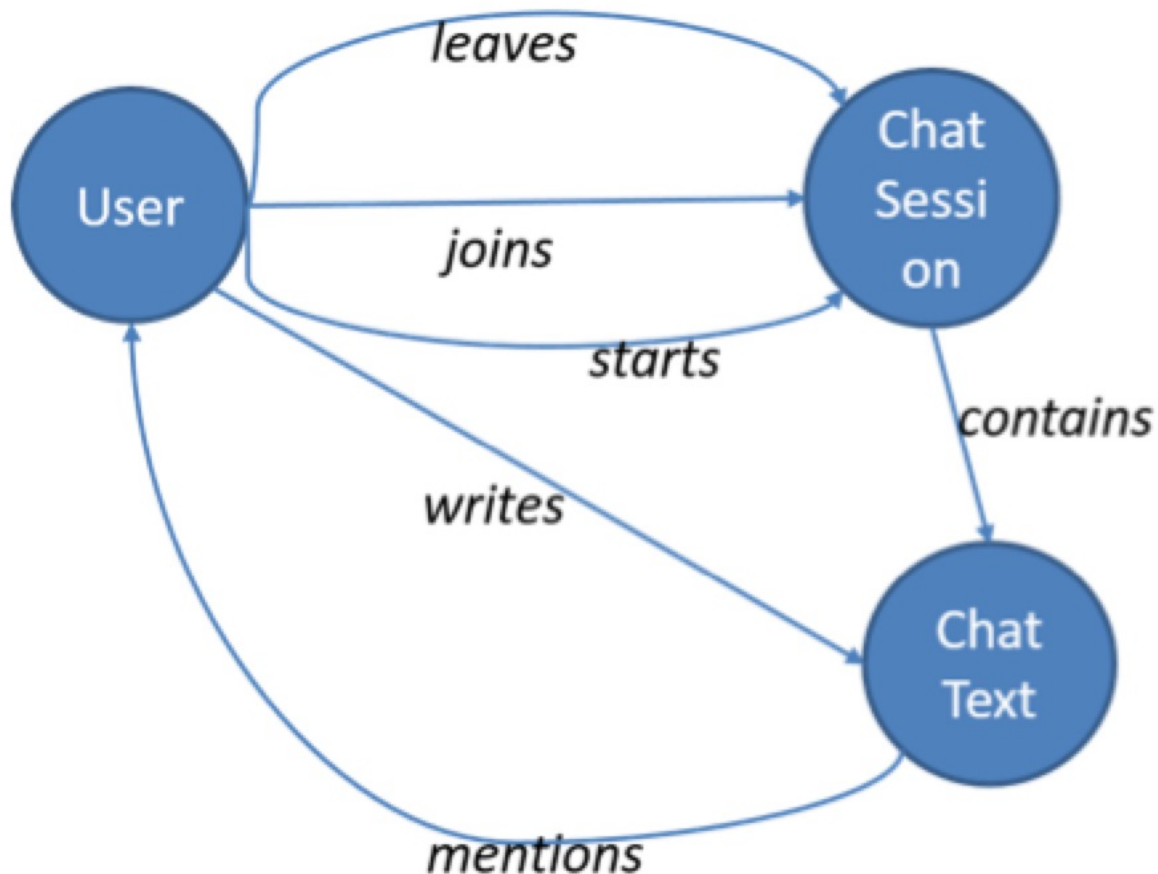 leaves
User
Chat
Sessi
on
joins
starts
contains
writes
Chat
Text
mentions